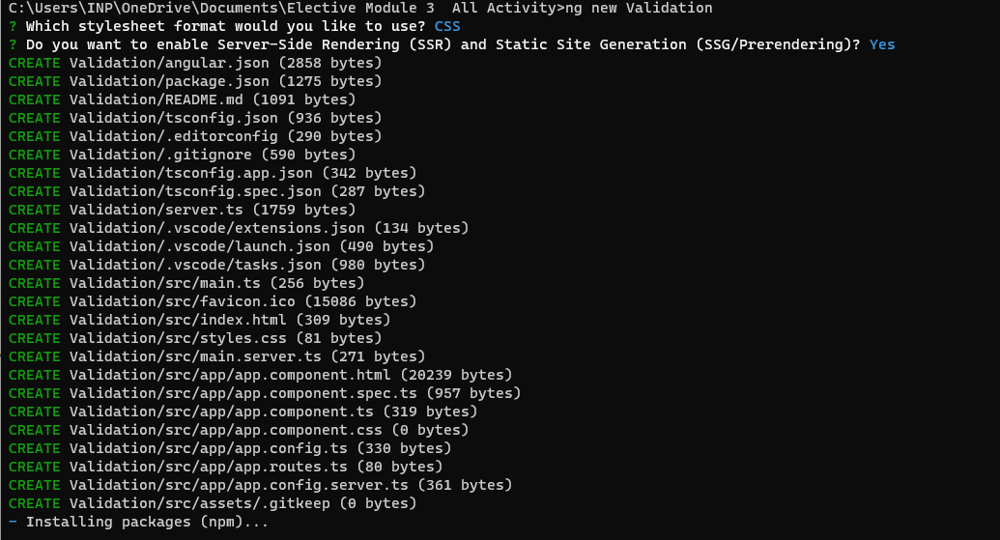 C:\Users\INP\OneDrive\Documents\Elective Module 3  All Activity>ng new Validation
? Which stylesheet format would you like to use? CSS
? Do you want to enable Server-Side Rendering (SSR) and Static Site Generation (SSG/Prerendering)? Yes
CREATE Validation/angular.json (2858 bytes)
CREATE Validation/package.json (1275 bytes)
CREATE Validation/README.md (1091 bytes)
CREATE Validation/tsconfig.json (936 bytes)
CREATE Validation/.editorconfig (290 bytes)
CREATE Validation/.gitignore (590 bytes)
CREATE Validation/tsconfig.app.json (342 bytes)
CREATE Validation/tsconfig.spec.json (287 bytes)
CREATE Validation/server.ts (1759 bytes)
CREATE Validation/.vscode/extensions.json (134 bytes)
CREATE Validation/.vscode/launch.json (490 bytes)
CREATE Validation/.vscode/tasks.json (980 bytes)
CREATE Validation/src/main.ts (256 bytes)
CREATE Validation/src/favicon.ico (15086 bytes)
CREATE Validation/src/index.html (309 bytes)
CREATE Validation/src/styles.css (81 bytes)
CREATE Validation/src/main.server.ts (271 bytes)
CREATE Validation/src/app/app.component.html (20239 bytes)
CREATE Validation/src/app/app.component.spec.ts (957 bytes)
CREATE Validation/src/app/app.component.ts (319 bytes)
CREATE Validation/src/app/app.component.css (0 bytes)
CREATE Validation/src/app/app.config.ts (330 bytes)
CREATE Validation/src/app/app.routes.ts (80 bytes)
CREATE Validation/src/app/app.config.server.ts (361 bytes)
CREATE Validation/src/assets/.gitkeep (0 bytes)
- Installing packages (npm)...